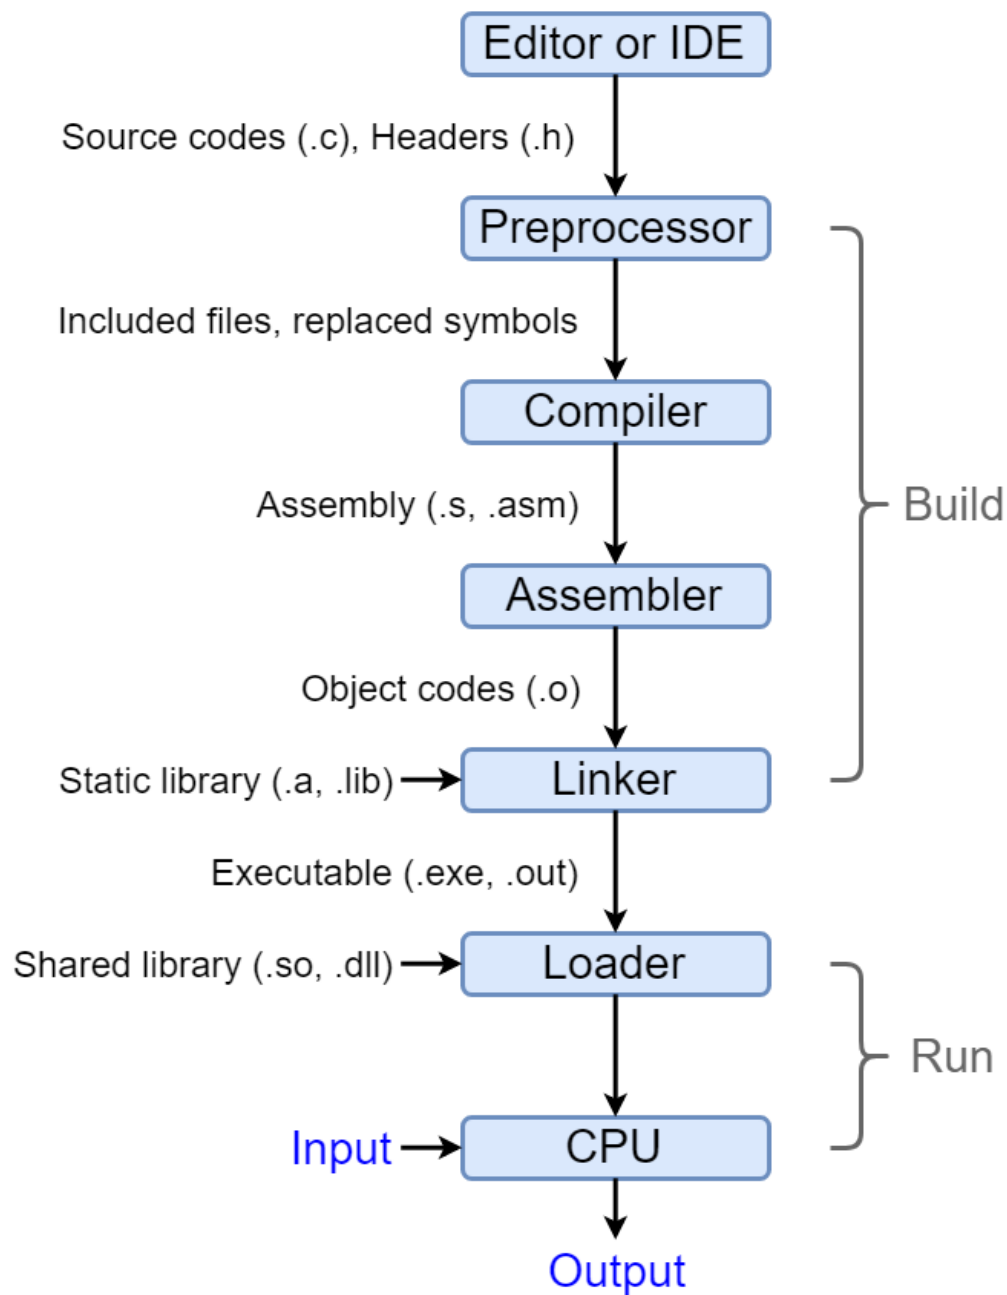 Editor or IDE
Source codes (.c), Headers (.h)
Preprocessor
Included files, replaced symbols
Compiler
Assembly (.s, .asm)
Build
Assembler
Object codes (.o)
Static library (.a, .lib)
Linker
Executable (.exe, .out)
Shared library (.so, .dll)
Loader
Run
Input
CPU
Output